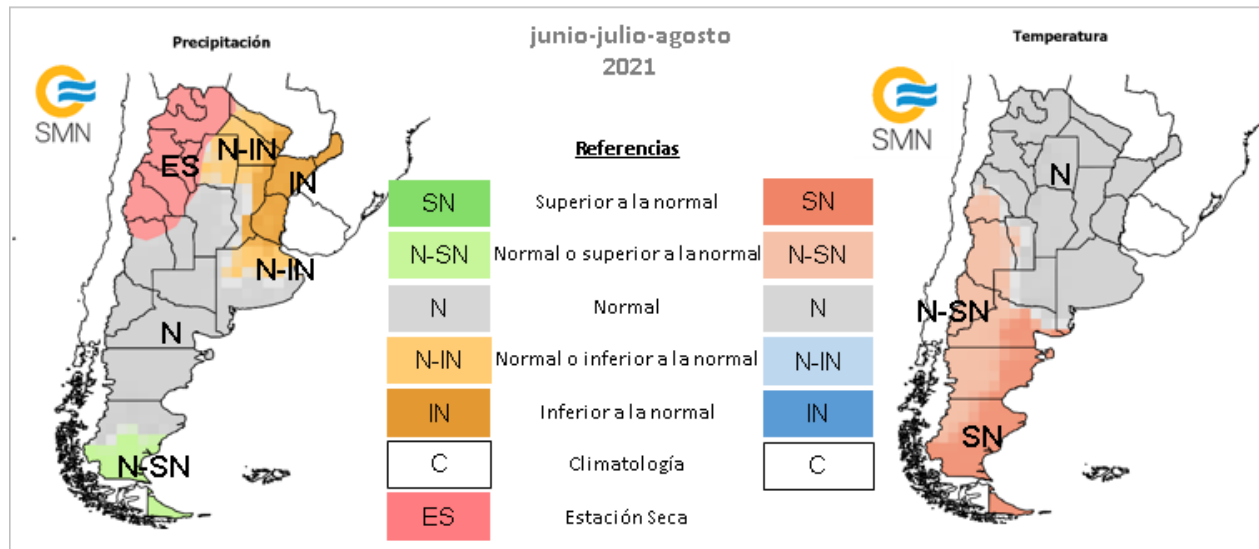 junio-julio-agosto
2021
Precipitación
SMN
ES
N-IN
IN
N-IN
N
N-SN
Referencias
SN Superior a la normal SN
N-SN Normal o superior a la normal N-SN
N Normal N
N-IN Normal o inferior a la normal N-IN
IN Inferior a la normal IN
C Climatología C
ES Estación Seca
Temperatura
SMN
N
N-SN
SN